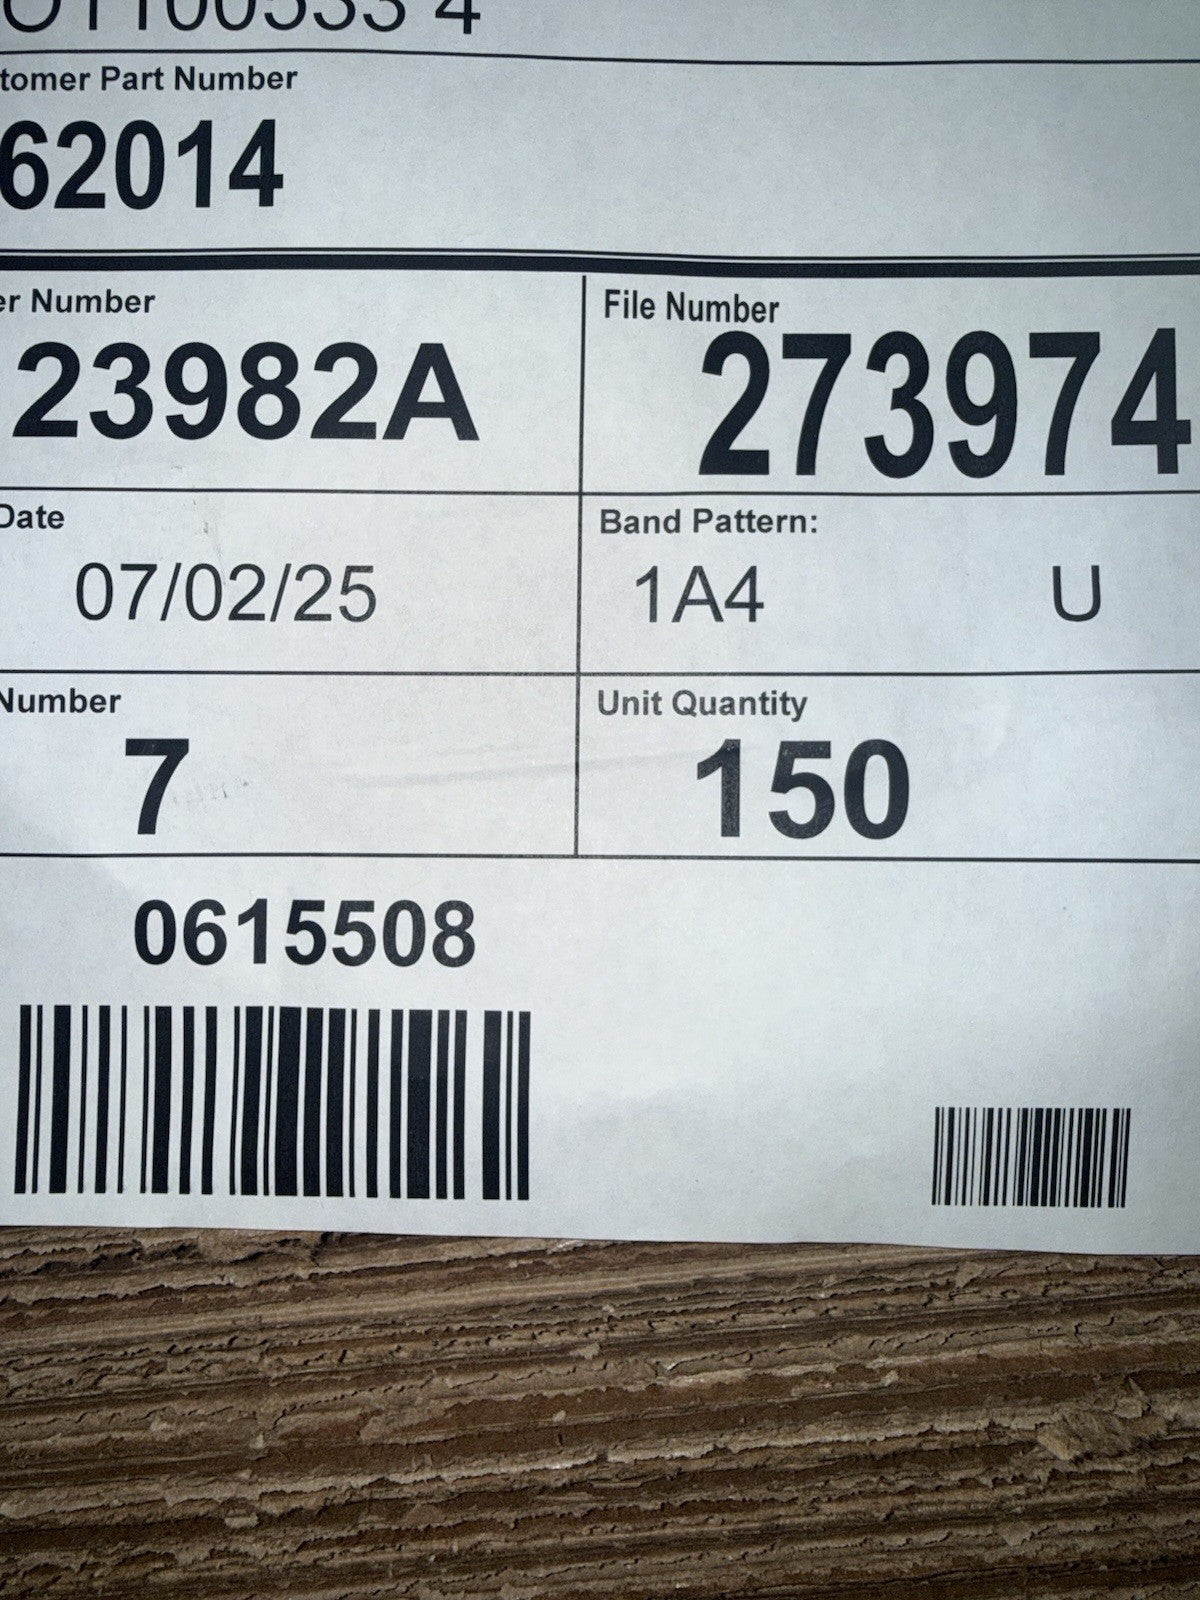 tomer Part Number
62014
er Number
File Number
23982A
273974
Date
Band Pattern:
07/02/25
1A4 U
Number
Unit Quantity
7
150
0615508